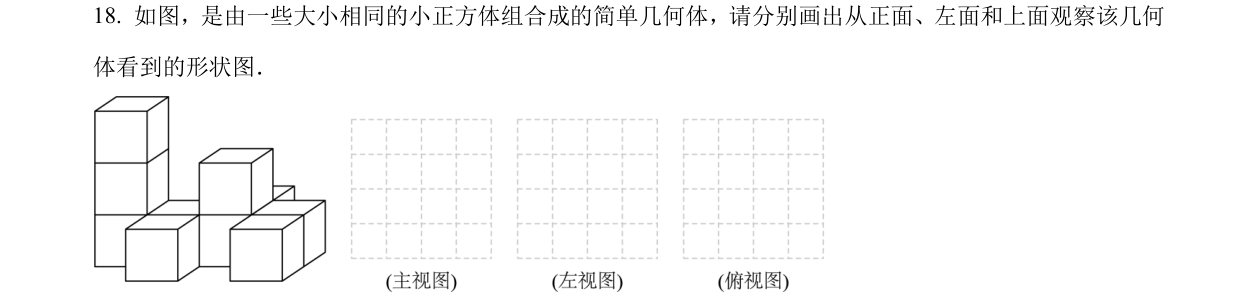 18. 如图，是由一些大小相同的小正方体组合成的简单几何体，请分别画出从正面、左面和上面观察该几何
体看到的形状图．
(主视图) (左视图) (俯视图)